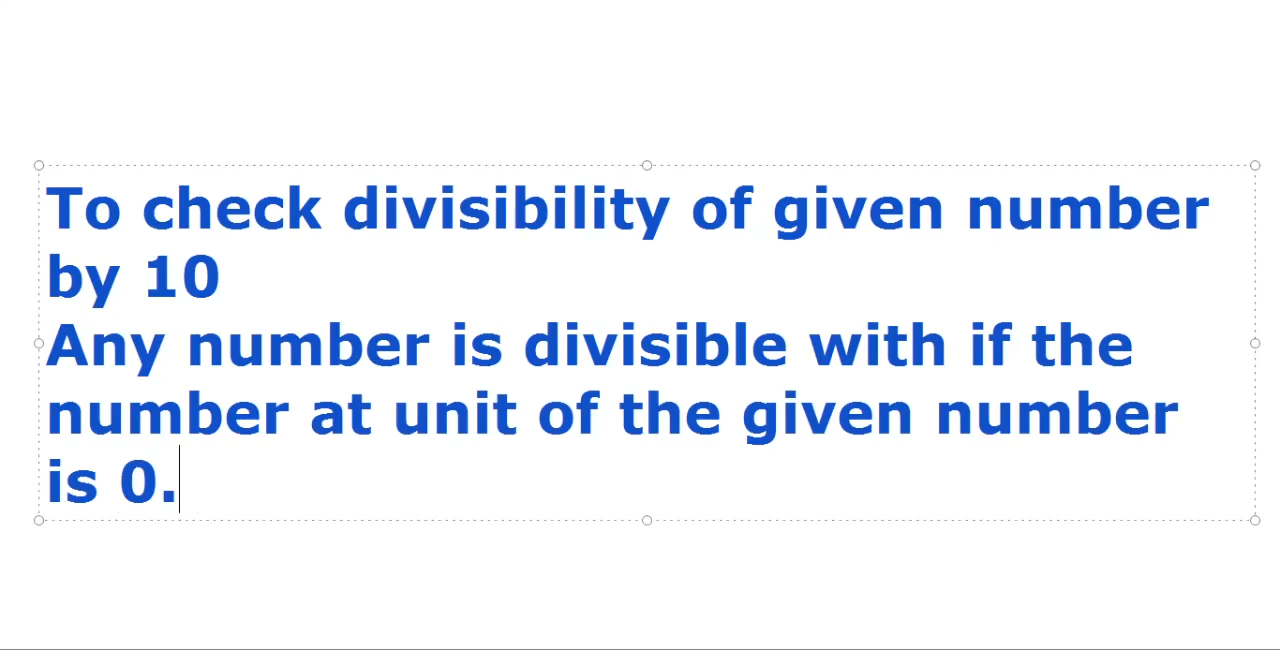 To check divisibility of given number
by 10
Any number is divisible with if the
number at unit of the given number
is 0.